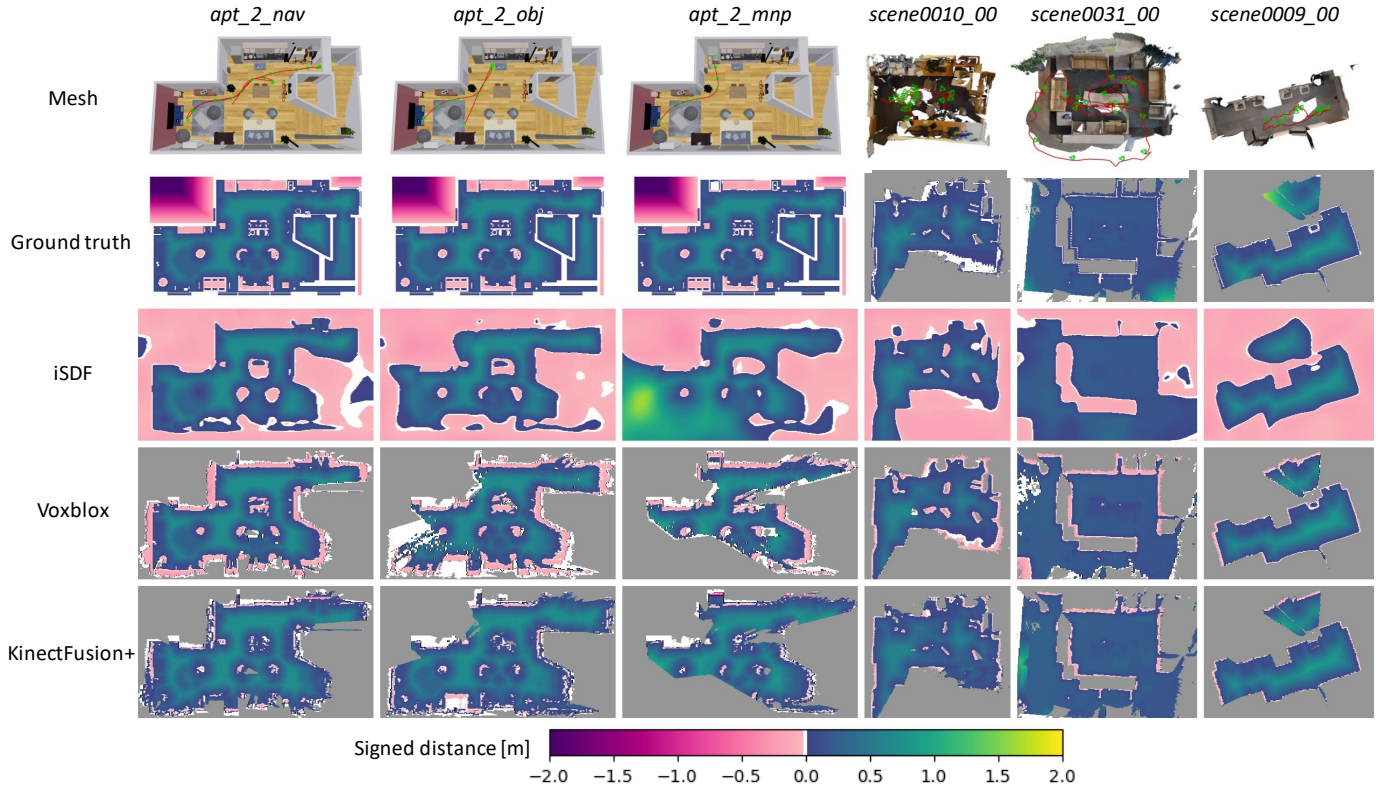 apt_2_nav apt_2_obj apt_2_mnp scene0010_00 scene0031_00 scene0009_00
Mesh
Ground truth
iSDF
Voxblox
KinectFusion+
Signed distance [m]
−2.0 −1.5 −1.0 −0.5 0.0 0.5 1.0 1.5 2.0